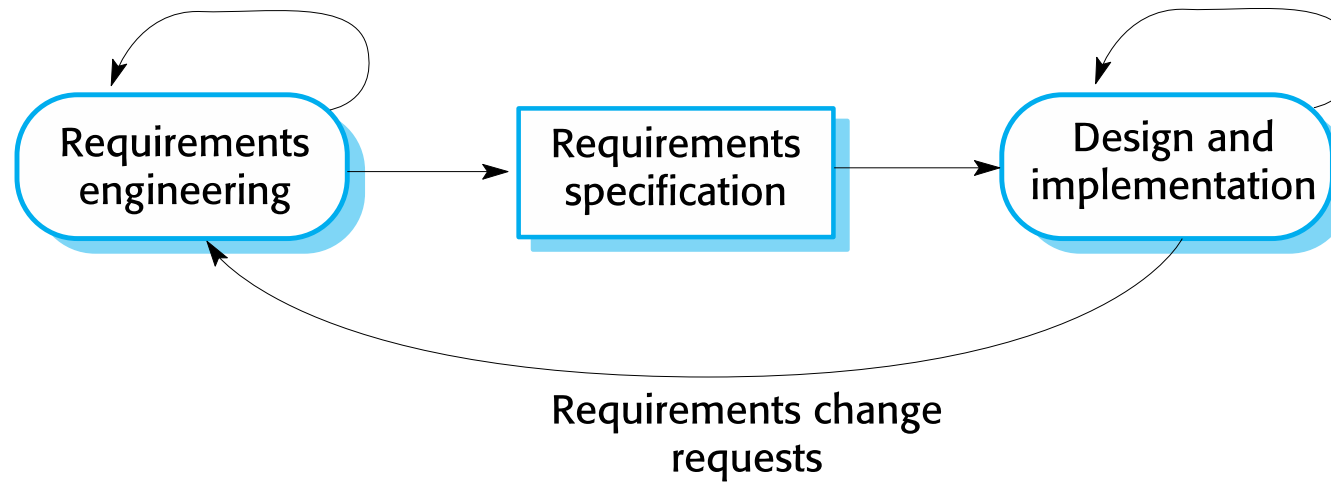 Requirements
engineering
Requirements
specification
Design and
implementation
Requirements change
requests